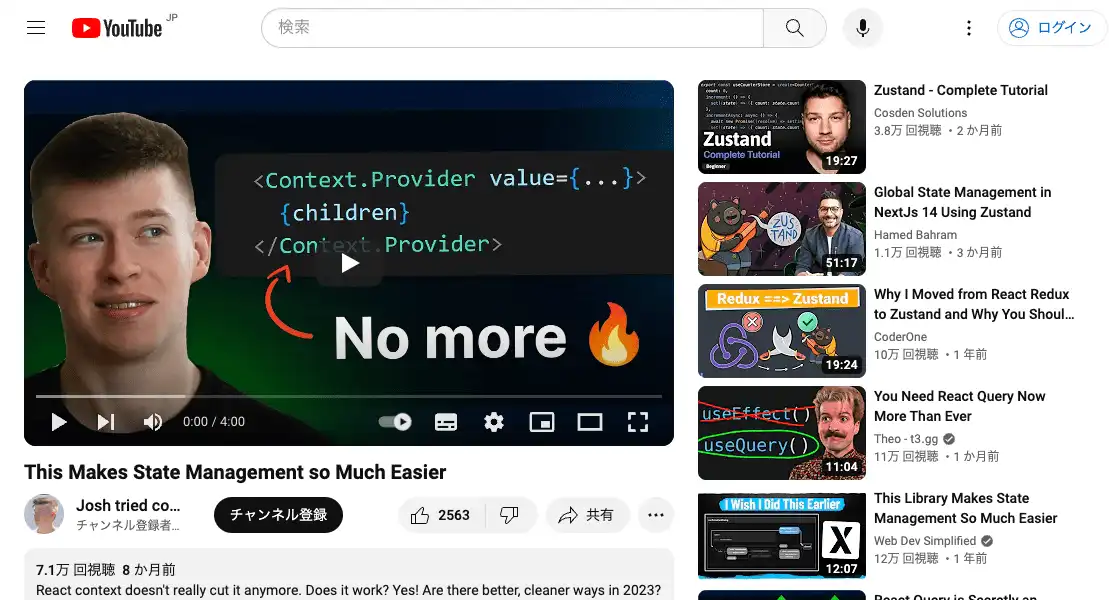 YouTube JP
検索
ログイン
<Context.Provider value={...}>
{children}
</Context.Provider>
No more
0:00 / 4:00
This Makes State Management so Much Easier
Josh tried co...
チャンネル登録者...
チャンネル登録
2563
共有
7.1万 回視聴 8 か月前
React context doesn't really cut it anymore. Does it work? Yes! Are there better, cleaner ways in 2023?
Zustand
Complete Tutorial
Beginner
19:27
Zustand - Complete Tutorial
Cosden Solutions
3.8万 回視聴 ・2 か月前
ZUS
TAND
51:17
Global State Management in
NextJs 14 Using Zustand
Hamed Bahram
1.1万 回視聴 ・3 か月前
Redux ==> Zustand
19:24
Why I Moved from React Redux
to Zustand and Why You Shoul...
CoderOne
10万 回視聴 ・1 年前
useEffect()
useQuery()
11:04
You Need React Query Now
More Than Ever
Theo - t3.gg
11万 回視聴 ・1 か月前
I Wish I Did This Earlier
X
12:07
This Library Makes State
Management So Much Easier
Web Dev Simplified
12万 回視聴 ・1 年前
React Query is Secretly an